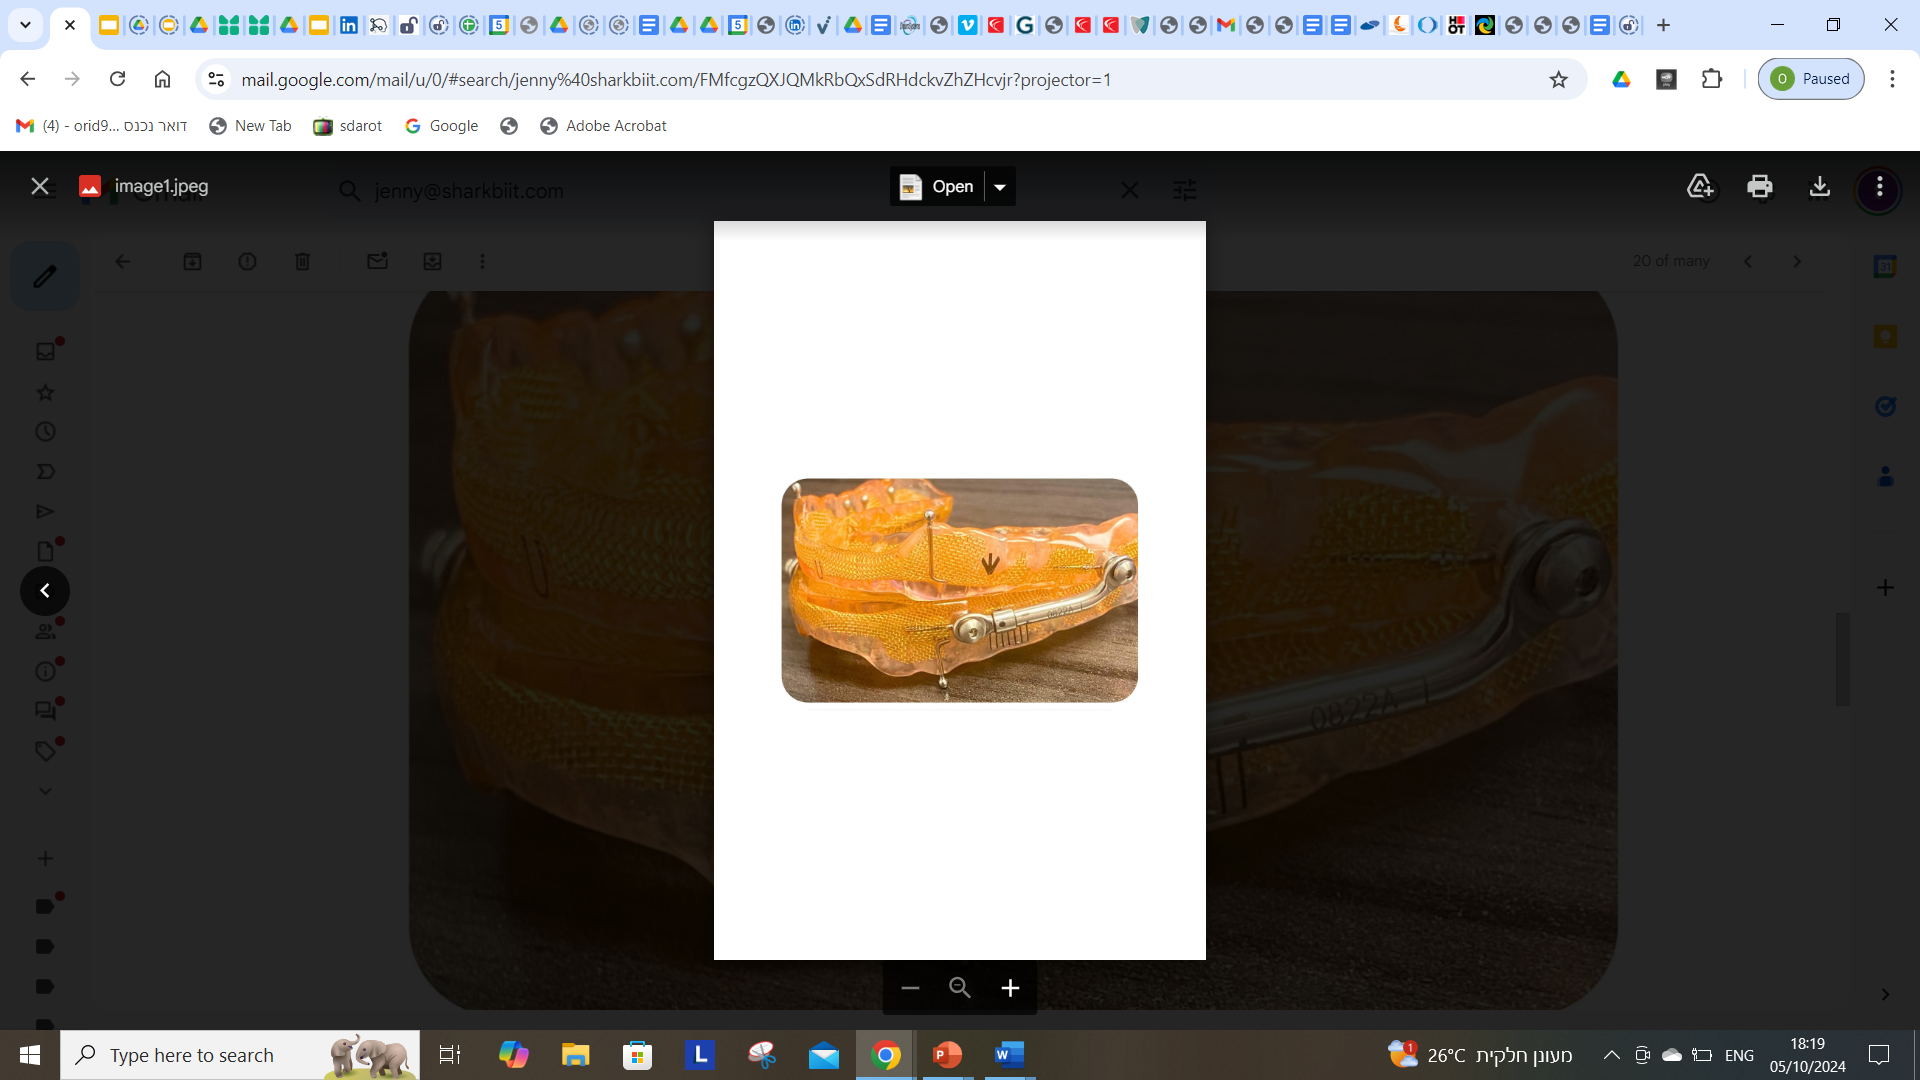 mail.google.com/mail/u/0/#search/jenny%40sharkbiit.com/FMfcgzQXJQMkRbQxSdRHdckvZhZHcvjr?projector=1
Paused
(4) - orid9... דואר נכנס
New Tab
sdarot
Google
Adobe Acrobat
image1.jpeg
jenny@sharkbiit.com
Open
20 of many
0822A L
Type here to search
26°C מעונן חלקית
ENG
18:19
05/10/2024